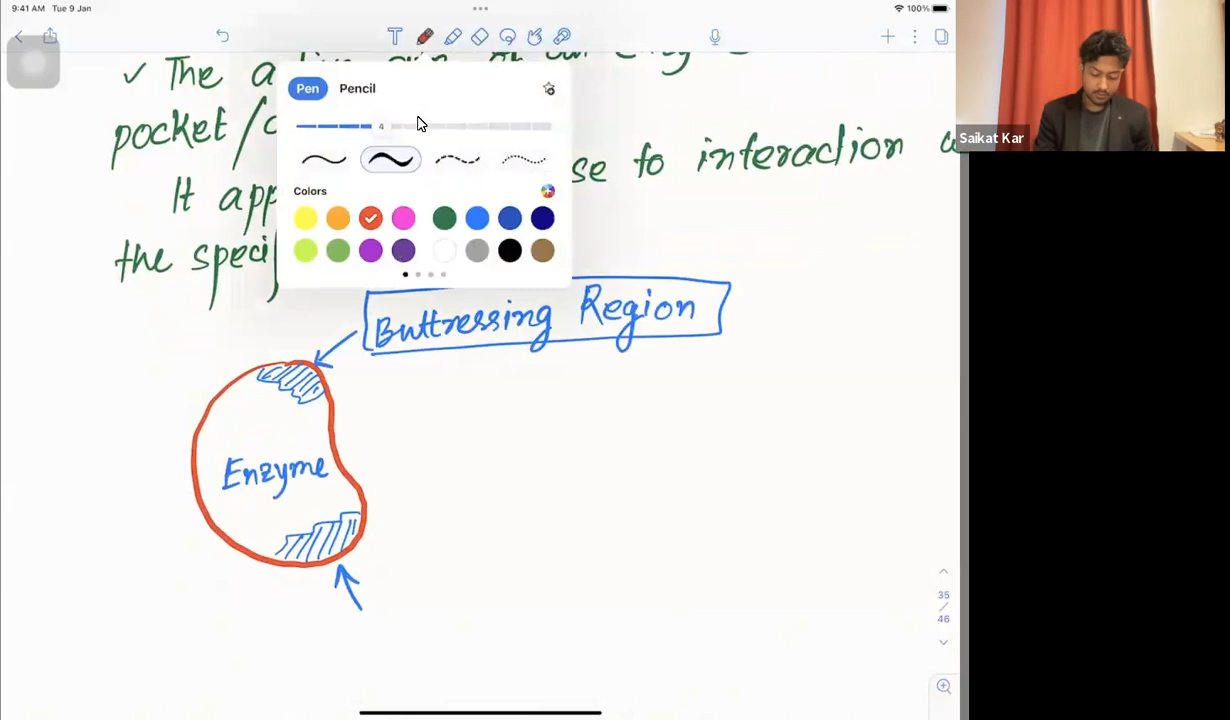 9:41 AM Tue 9 Jan
100%
✓ The
pocket/
Pen
Pencil
4
Colors
se to interaction
It app
the speci
Buttressing Region
Enzyme
35
/
46
Saikat Kar